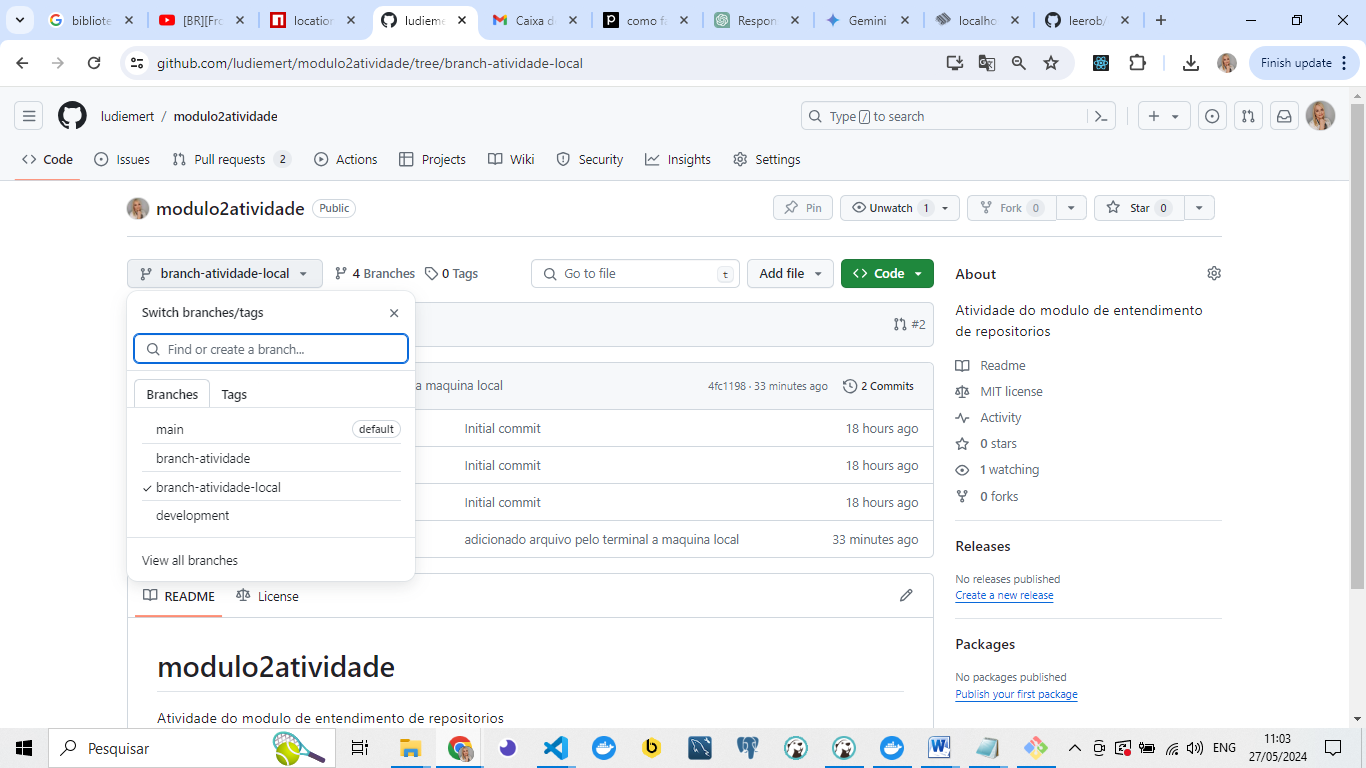 bibliote
[BR][Fro
location
ludieme
Caixa d
como fa
Respon
Gemini
localho
leerob/
github.com/ludiemert/modulo2atividade/tree/branch-atividade-local
Finish update
ludiemert / modulo2atividade
Type / to search
Code
Issues
Pull requests 2
Actions
Projects
Wiki
Security
Insights
Settings
modulo2atividade Public
Pin
Unwatch 1
Fork 0
Star 0
branch-atividade-local
4 Branches
0 Tags
Go to file t
Add file
Code
Switch branches/tags
Find or create a branch...
Branches
Tags
main default
branch-atividade
branch-atividade-local
development
View all branches
#2
a maquina local 4fc1198 · 33 minutes ago 2 Commits
Initial commit 18 hours ago
Initial commit 18 hours ago
Initial commit 18 hours ago
adicionado arquivo pelo terminal a maquina local 33 minutes ago
README
License
modulo2atividade
Atividade do modulo de entendimento de repositorios
About
Atividade do modulo de entendimento
de repositorios
Readme
MIT license
Activity
0 stars
1 watching
0 forks
Releases
No releases published
Create a new release
Packages
No packages published
Publish your first package
Pesquisar
ENG
11:03
27/05/2024